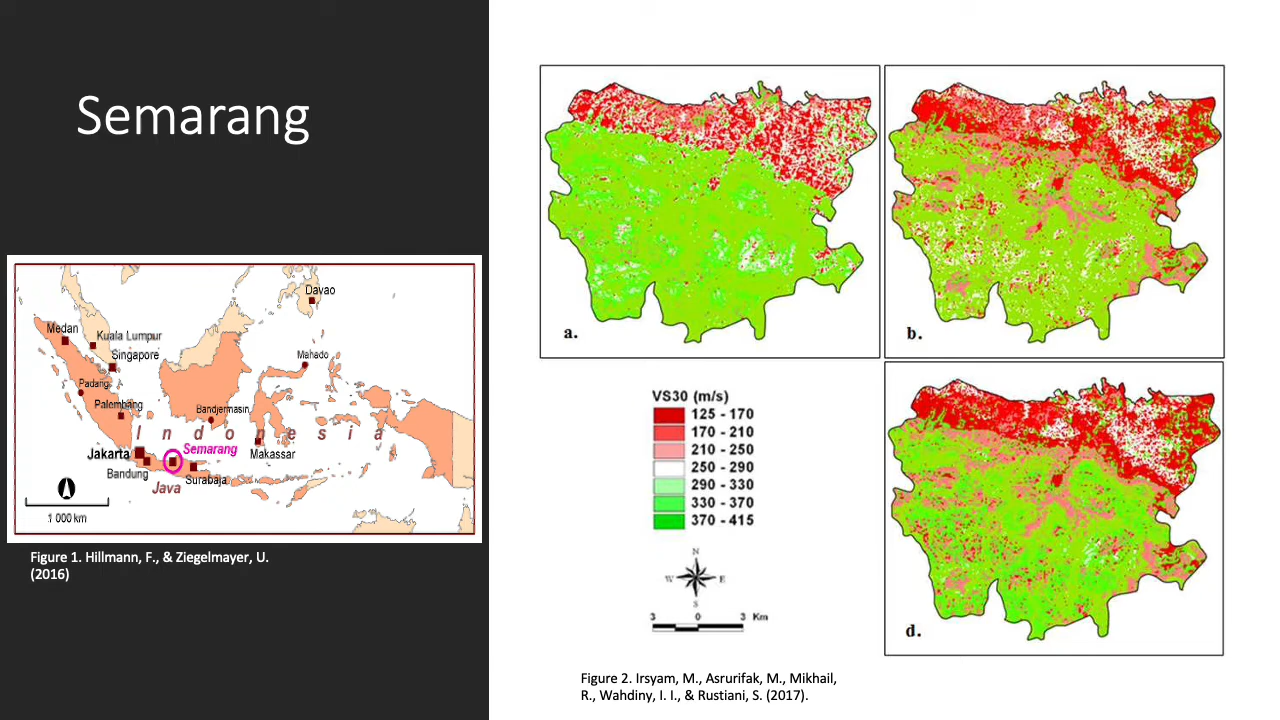 Semarang
Davao
Medan
Kuala Lumpur
Singapore
Mahado
Padang
Palembang
Bandjermasin
Indonesia
Semarang
Jakarta
Makassar
Bandung
Surabaja
Java
1 000 km
Figure 1. Hillmann, F., & Ziegelmayer, U.
(2016)
a.
b.
VS30 (m/s)
125 - 170
170 - 210
210 - 250
250 - 290
290 - 330
330 - 370
370 - 415
N
W E
S
3 0 3 Km
d.
Figure 2. Irsyam, M., Asrurifak, M., Mikhail,
R., Wahdiny, I. I., & Rustiani, S. (2017).